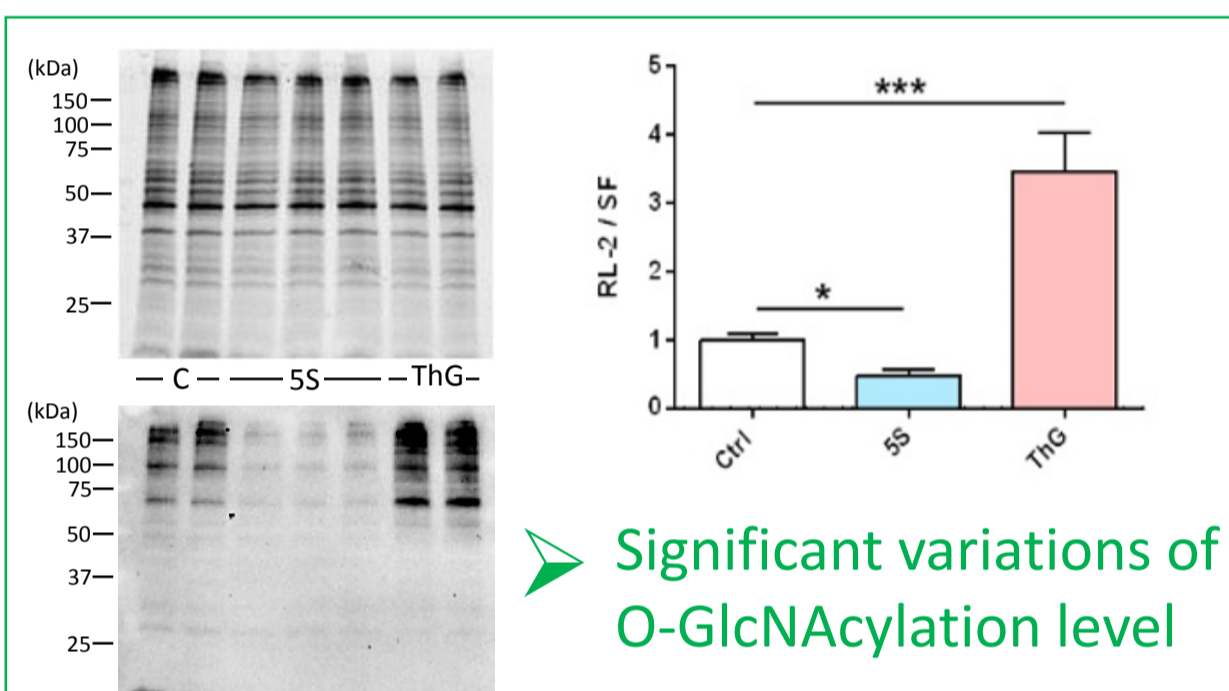 (kDa)
150
100
75
50
37
25
C 5S ThG
(kDa)
150
100
75
50
37
25
RL-2 / SF
5
4
3
2
1
0
***
*
Ctrl
5S
ThG
Significant variations of
O-GlcNAcylation level